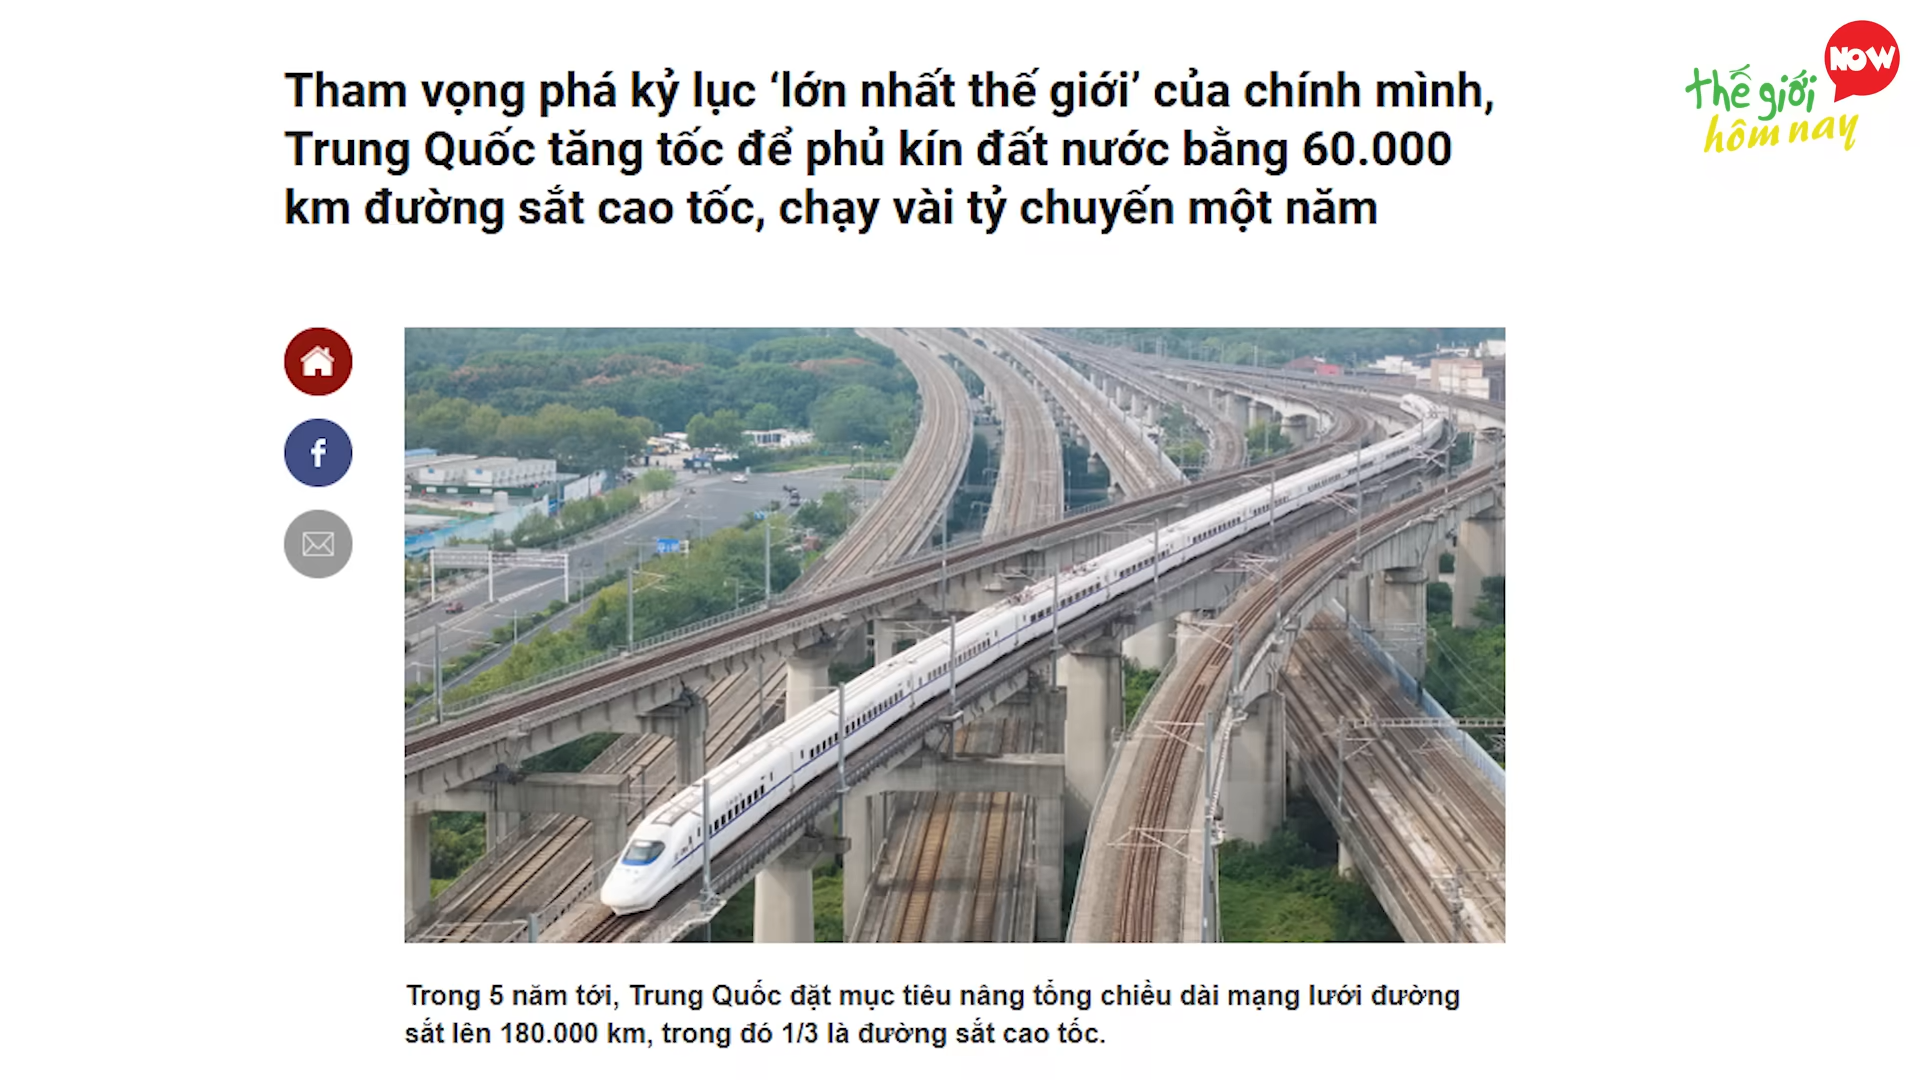 Tham vọng phá kỷ lục ‘lớn nhất thế giới’ của chính mình,
Trung Quốc tăng tốc để phủ kín đất nước bằng 60.000
km đường sắt cao tốc, chạy vài tỷ chuyến một năm
NOW
thế giới
hôm nay
f
Trong 5 năm tới, Trung Quốc đặt mục tiêu nâng tổng chiều dài mạng lưới đường
sắt lên 180.000 km, trong đó 1/3 là đường sắt cao tốc.